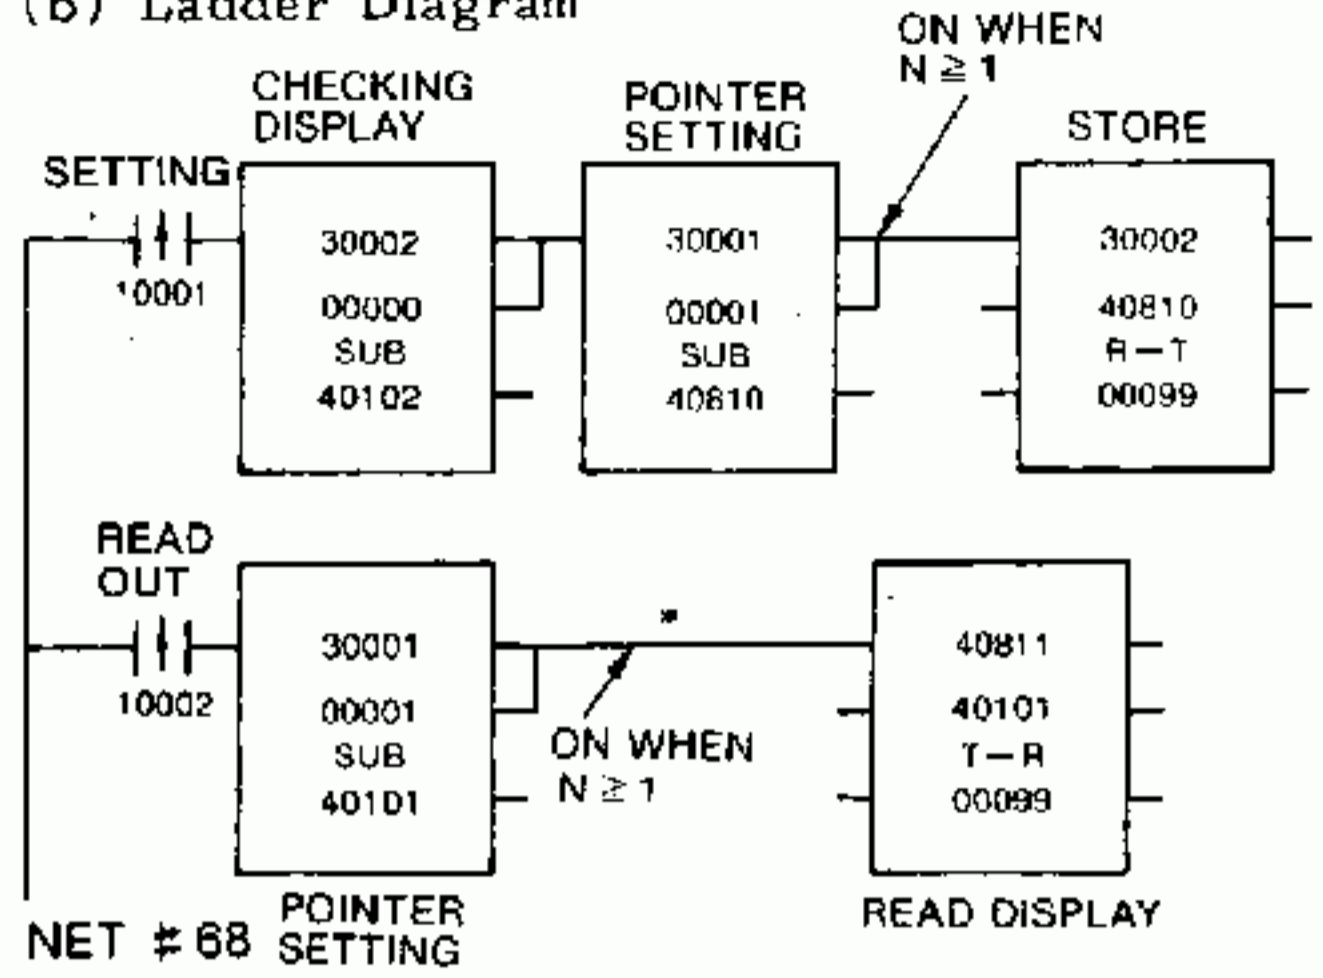 (b) Ladder Diagram
ON WHEN
N ≧ 1
CHECKING
DISPLAY
POINTER
SETTING
STORE
SETTING
10001
30002
00000
SUB
40102
30001
00001
SUB
40810
30002
40810
R—T
00099
READ
OUT
10002
30001
00001
SUB
40101
*
ON WHEN
N ≧ 1
40811
40101
T—R
00099
POINTER
SETTING
READ DISPLAY
NET #68